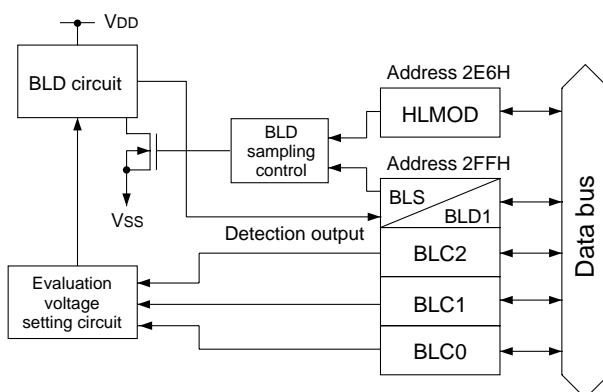 VDD
BLD circuit
Address 2E6H
HLMOD
BLD
sampling
control
Address 2FFH
BLS
BLD1
VSS
Detection output
BLC2
Evaluation
voltage
setting circuit
BLC1
BLC0
Data bus